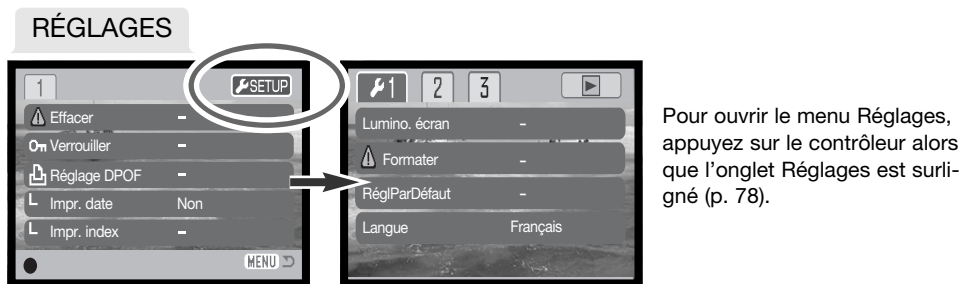 RÉGLAGES
1 SETUP
Effacer –
Verrouiller –
Réglage DPOF –
Impr. date Non
Impr. index –
MENU
1 2 3
Lumino. écran –
Formater –
RéglParDéfaut –
Langue Français
Pour ouvrir le menu Réglages,
appuyez sur le contrôleur alors
que l'onglet Réglages est surli-
gné (p. 78).